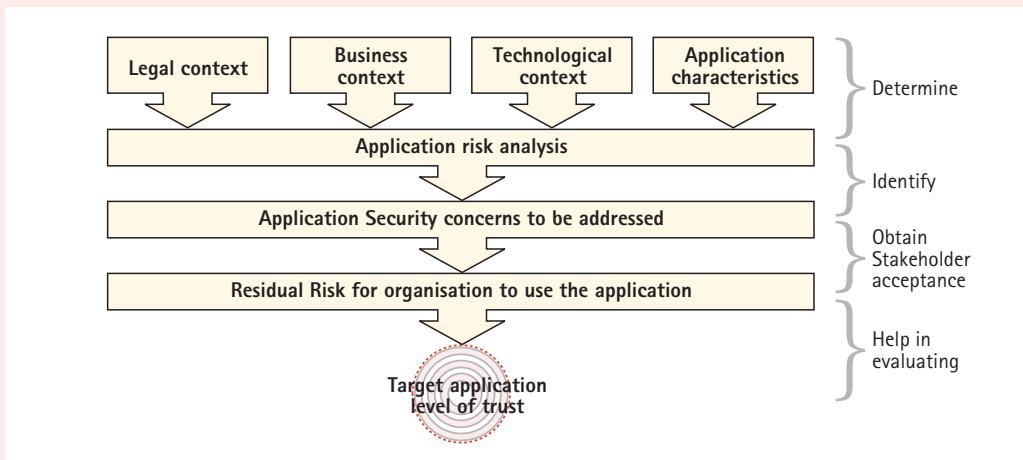 Legal context
Business
context
Technological
context
Application
characteristics
Determine
Application risk analysis
Identify
Application Security concerns to be addressed
Obtain
Stakeholder
acceptance
Residual Risk for organisation to use the application
Help in
evaluating
Target application
level of trust